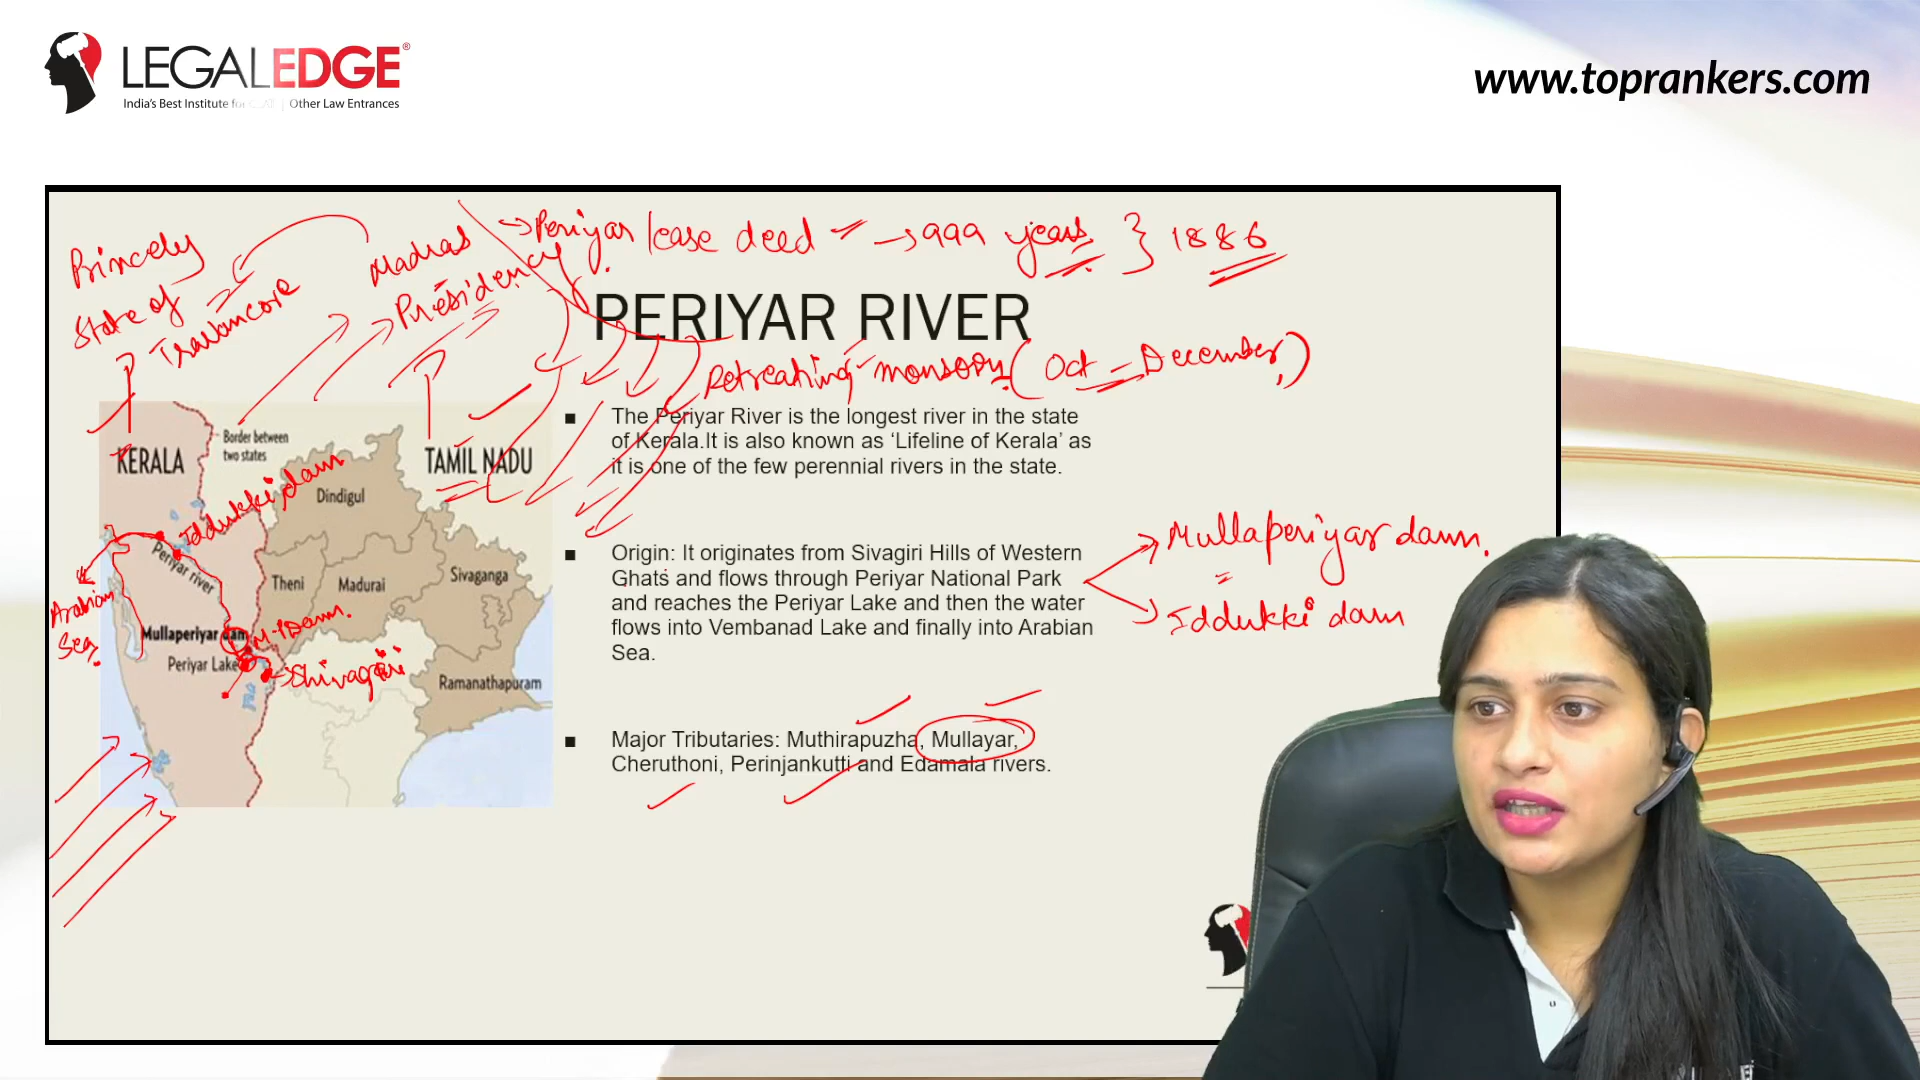 LEGALEDGE®
India's Best Institute for CLAT | Other Law Entrances
www.toprankers.com
Princely
State of
Travancore
Madras
Presidency
→ Periyar lease deed → 999 years } 1886
PERIYAR RIVER
Retreating monsoon (Oct - December)
■ The Periyar River is the longest river in the state
of Kerala.It is also known as ‘Lifeline of Kerala’ as
it is one of the few perennial rivers in the state.
■ Origin: It originates from Sivagiri Hills of Western
Ghats and flows through Periyar National Park
and reaches the Periyar Lake and then the water
flows into Vembanad Lake and finally into Arabian
Sea.
Mullaperiyar dam.
Iddukki dam
■ Major Tributaries: Muthirapuzha, Mullayar,
Cheruthoni, Perinjankutti and Edamala rivers.
KERALA
Border between
two states
TAMIL NADU
Dindigul
Iddukki dam
Periyar river
Theni
Madurai
Sivaganga
Arabian
Sea.
Mullaperiyar dam
M.P Dam.
Periyar Lake
Shivagiri
Ramanathapuram